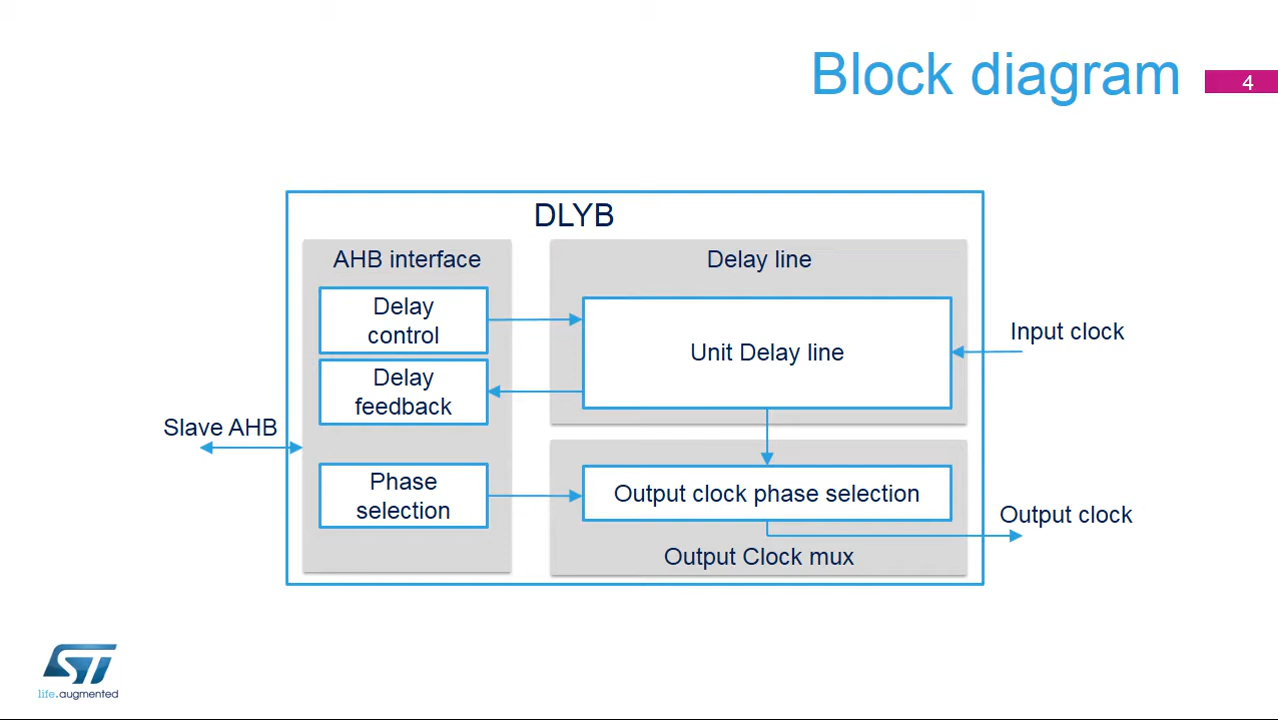 Block diagram
4
DLYB
AHB interface
Delay
control
Delay
feedback
Phase
selection
Slave AHB
Delay line
Unit Delay line
Input clock
Output clock phase selection
Output Clock mux
Output clock
ST
life.augmented